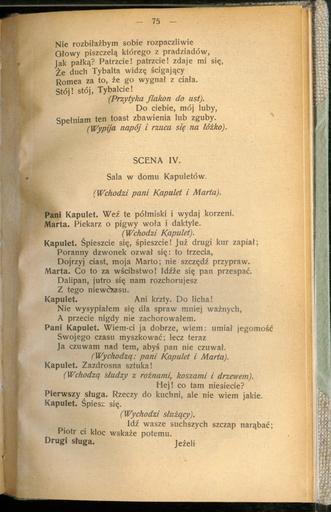 — 75 —
Nie rozbiłażbym sobie rozpaczliwie
Głowy piszczelą którego z pradziadów,
Jak pałką? Patrzcie! patrzcie! zdaje mi się,
Że duch Tybalta widzę ścigający
Romea za to, że go wygnał z ciała.
Stój! stój, Tybalcie!
(Przytyka flakon do ust).
Do ciebie, mój luby,
Spełniam ten toast zbawienia lub zguby.
(Wypija napój i rzuca się na łóżko).
SCENA IV.
Sala w domu Kapuletów.
(Wchodzi pani Kapulet i Marta).
Pani Kapulet. Weź te półmiski i wydaj korzeni.
Marta. Piekarz o pigwy woła i daktyle.
(Wchodzi Kapulet).
Kapulet. Śpieszcie się, śpieszcie! Już drugi kur zapiał;
Poranny dzwonek ozwał się: to trzecia,
Dojrzyj ciast, moja Marto; nie szczędź przypraw.
Marta. Co to za wścibstwo! Idźże się pan przespać.
Dalipan, jutro się nam rozchorujesz
Z tego niewczasu.
Kapulet. Ani krzty. Do licha!
Nie wysypiałem się dla spraw mniej ważnych,
A przecie nigdy nie zachorowałem.
Pani Kapulet. Wiem-ci ja dobrze, wiem: umiał jegomość
Swojego czasu myszkować; lecz teraz
Ja czuwam nad tem, abyś pan nie czuwał.
(Wychodzą: pani Kapulet i Marta).
Kapulet. Zazdrosna sztuka!
(Wchodzą słudzy z rożnami, koszami i drzewem).
Hej! co tam niesiecie?
Pierwszy sługa. Rzeczy do kuchni, ale nie wiem jakie.
Kapulet. Śpiesz się.
(Wychodzi służący).
Idź wasze suchszych szczap narąbać;
Piotr ci kloc wskaże potemu.
Drugi sługa. Jeżeli